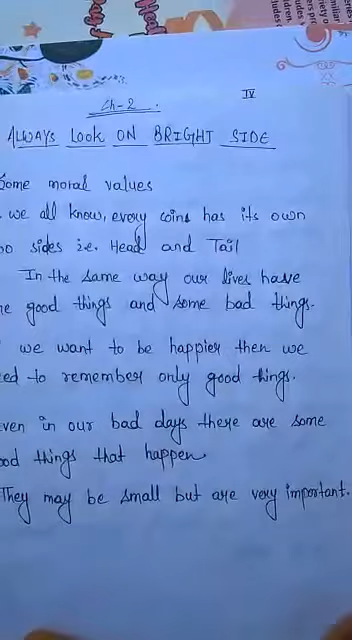 Ch-2.
IV
ALWAYS Look ON BRIGHT SIDE
Some moral values
we all know, every coins has its own
sides i.e. Head and Tail
In the same way our lives have
good things and some bad things.
we want to be happier then we
to remember only good things.
in our bad days there are some
things that happen.
They may be small but are very important.